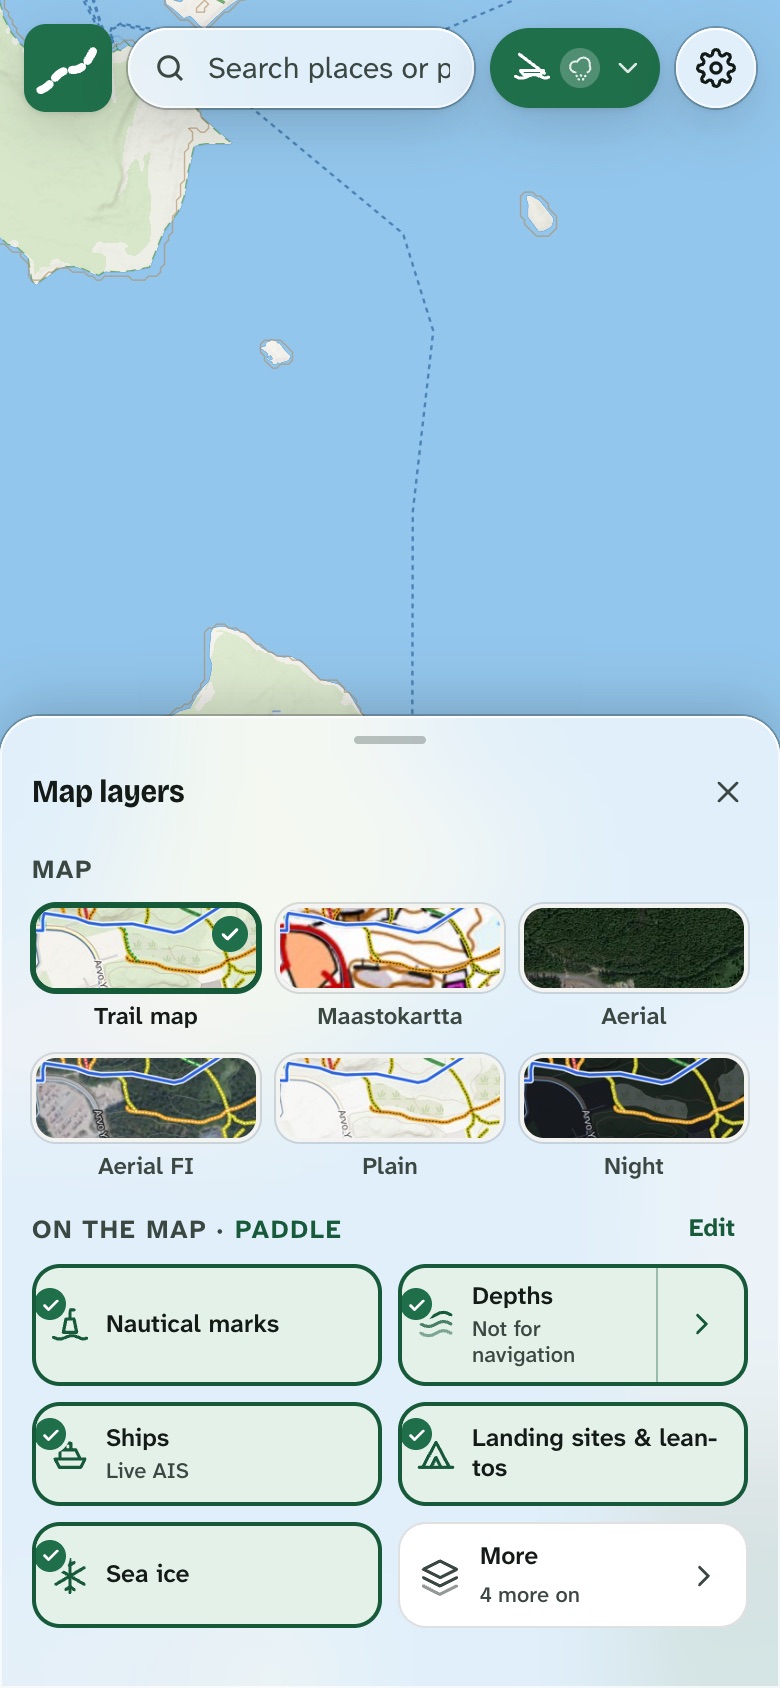 Search places or p
Map layers
MAP
Trail map
Maastokartta
Aerial
Aerial FI
Plain
Night
ON THE MAP · PADDLE
Edit
Nautical marks
Depths
Not for
navigation
Ships
Live AIS
Landing sites & lean-
tos
Sea ice
More
4 more on